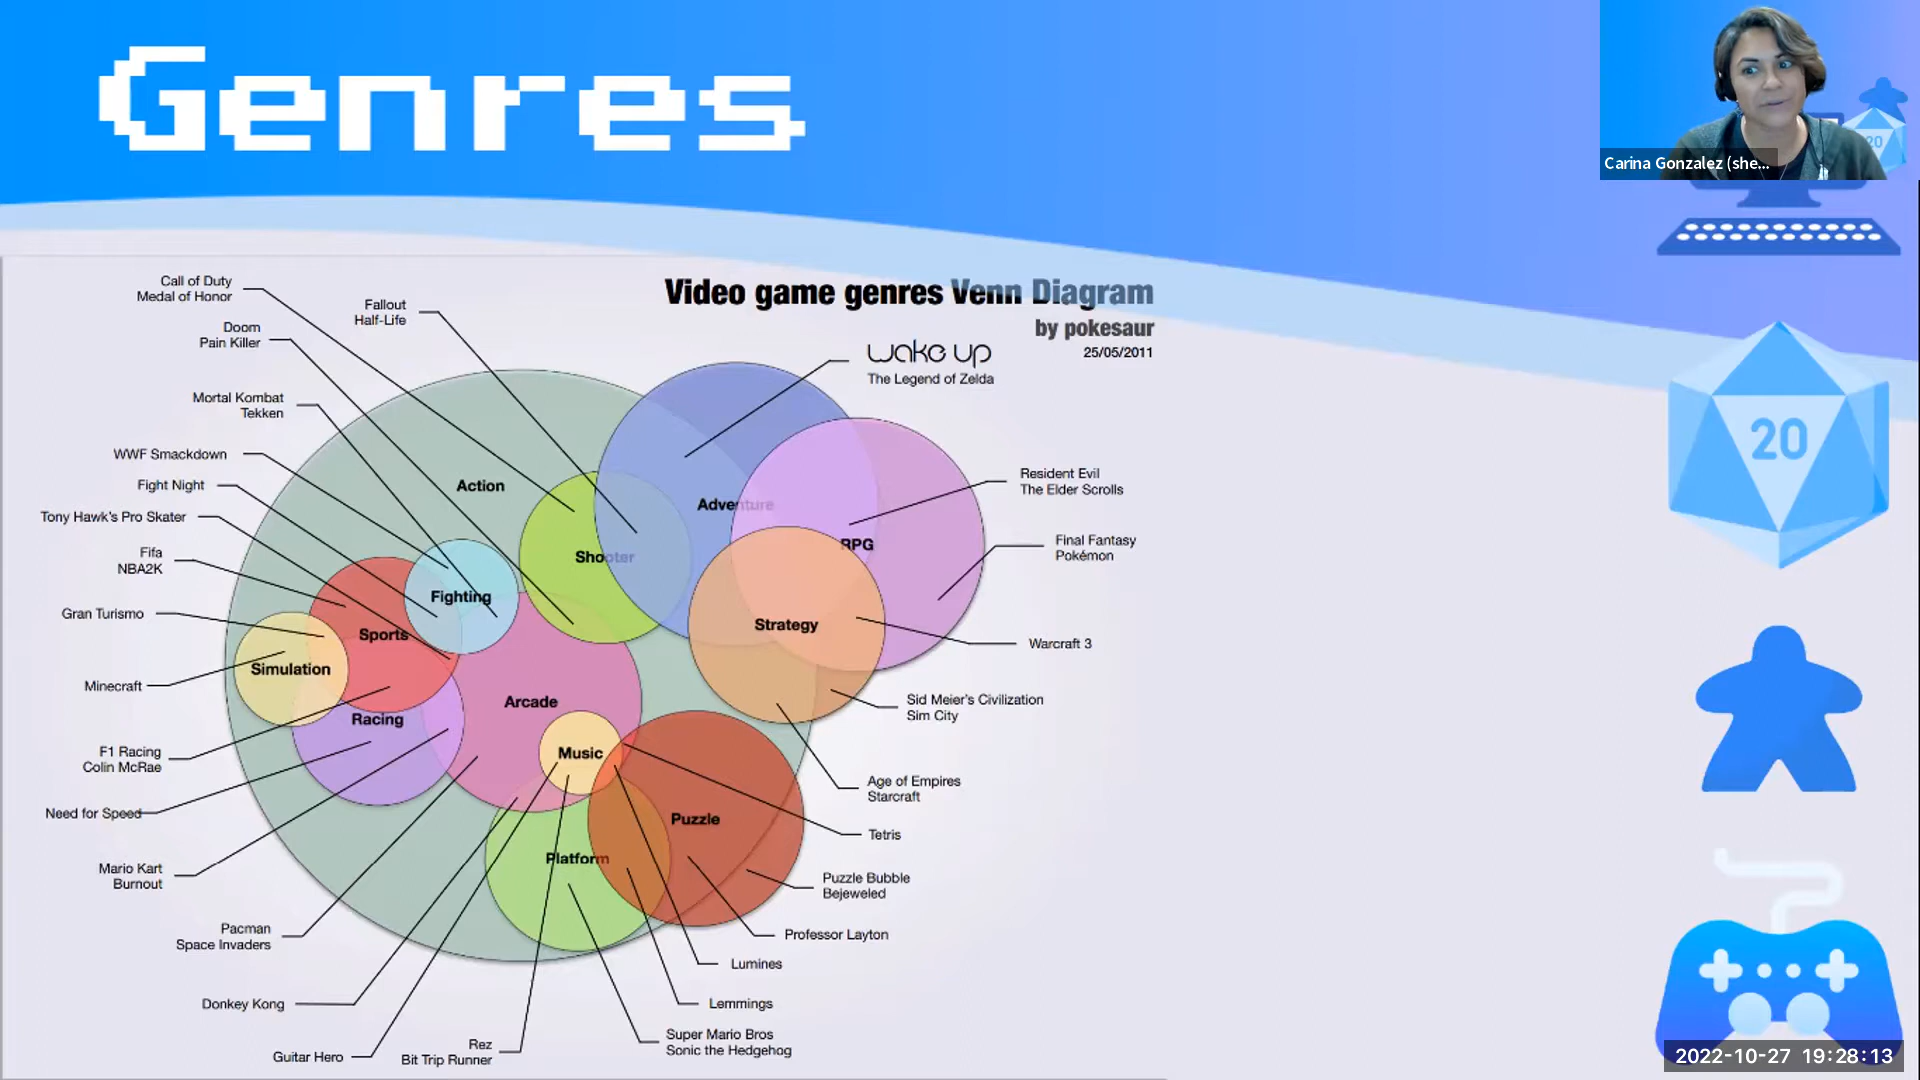 Genres
Carina Gonzalez (she...
20
20
Video game genres Venn Diagram
by pokesaur
25/05/2011
wake up
The Legend of Zelda
Call of Duty
Medal of Honor
Fallout
Half-Life
Doom
Pain Killer
Mortal Kombat
Tekken
WWF Smackdown
Fight Night
Tony Hawk's Pro Skater
Fifa
NBA2K
Gran Turismo
Minecraft
F1 Racing
Colin McRae
Need for Speed
Mario Kart
Burnout
Pacman
Space Invaders
Donkey Kong
Guitar Hero
Rez
Bit Trip Runner
Action
Adventure
Shooter
RPG
Fighting
Strategy
Sports
Simulation
Arcade
Racing
Music
Puzzle
Platform
Resident Evil
The Elder Scrolls
Final Fantasy
Pokémon
Warcraft 3
Sid Meier's Civilization
Sim City
Age of Empires
Starcraft
Tetris
Puzzle Bubble
Bejeweled
Professor Layton
Lumines
Lemmings
Super Mario Bros
Sonic the Hedgehog
2022-10-27 19:28:13